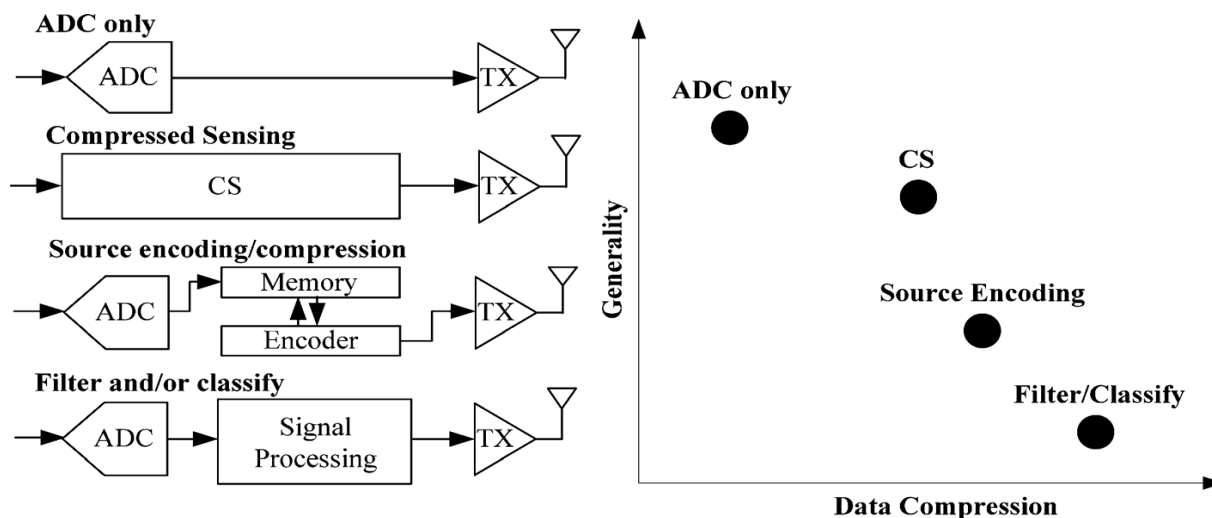 ADC only
ADC
TX
Compressed Sensing
CS
TX
Source encoding/compression
ADC
Memory
Encoder
TX
Filter and/or classify
ADC
Signal
Processing
TX
Generality
ADC only
CS
Source Encoding
Filter/Classify
Data Compression